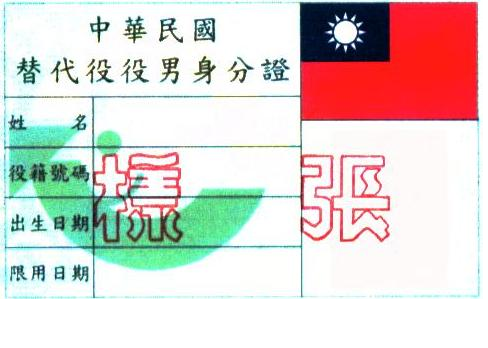 中華民國
替代役役男身分證
姓名
役籍號碼
出生日期
限用日期
樣張